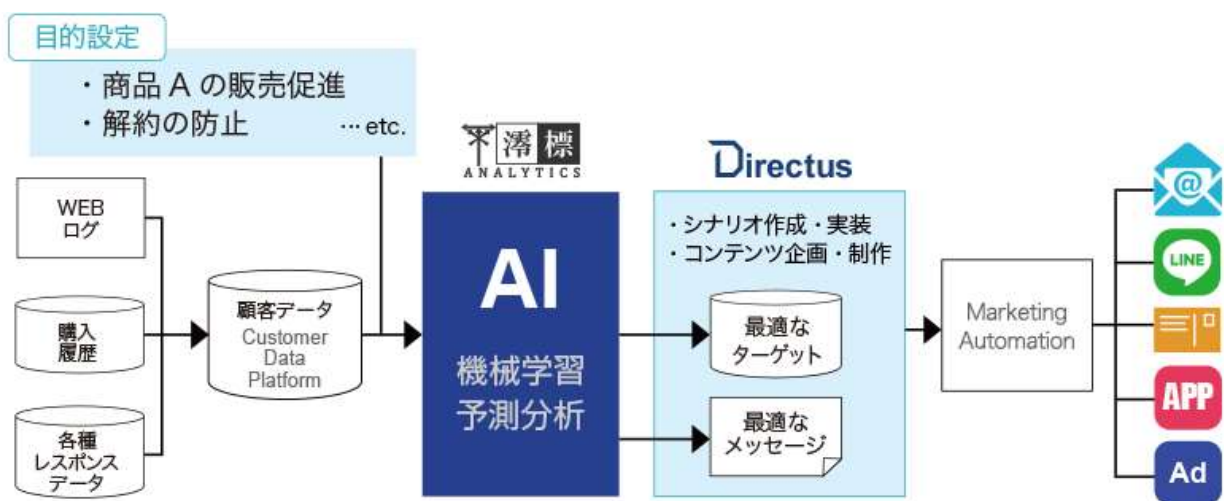 目的設定
・商品 A の販売促進
・解約の防止 … etc.
WEB
ログ
購入
履歴
各種
レスポンス
データ
顧客データ
Customer
Data
Platform
澪標
ANALYTICS
AI
機械学習
予測分析
Directus
・シナリオ作成・実装
・コンテンツ企画・制作
最適な
ターゲット
最適な
メッセージ
Marketing
Automation
@
LINE
APP
Ad